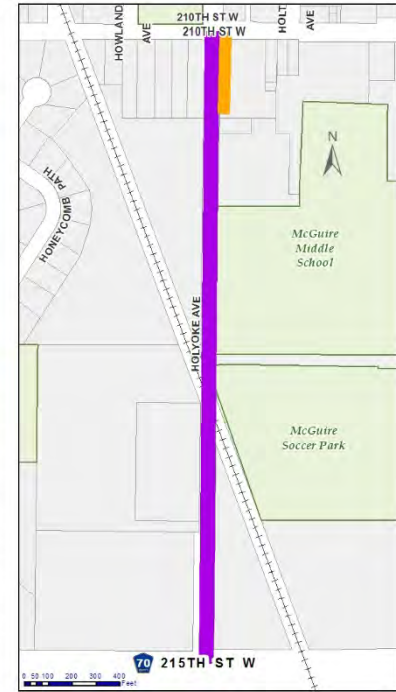 210TH ST W
210TH ST W
HOWLAND
AVE
HOLT
AVE
N
HONEYCOMB PATH
McGuire
Middle
School
HOLYOKE AVE
McGuire
Soccer Park
70 215TH ST W
0 50 100 200 300 400
Feet